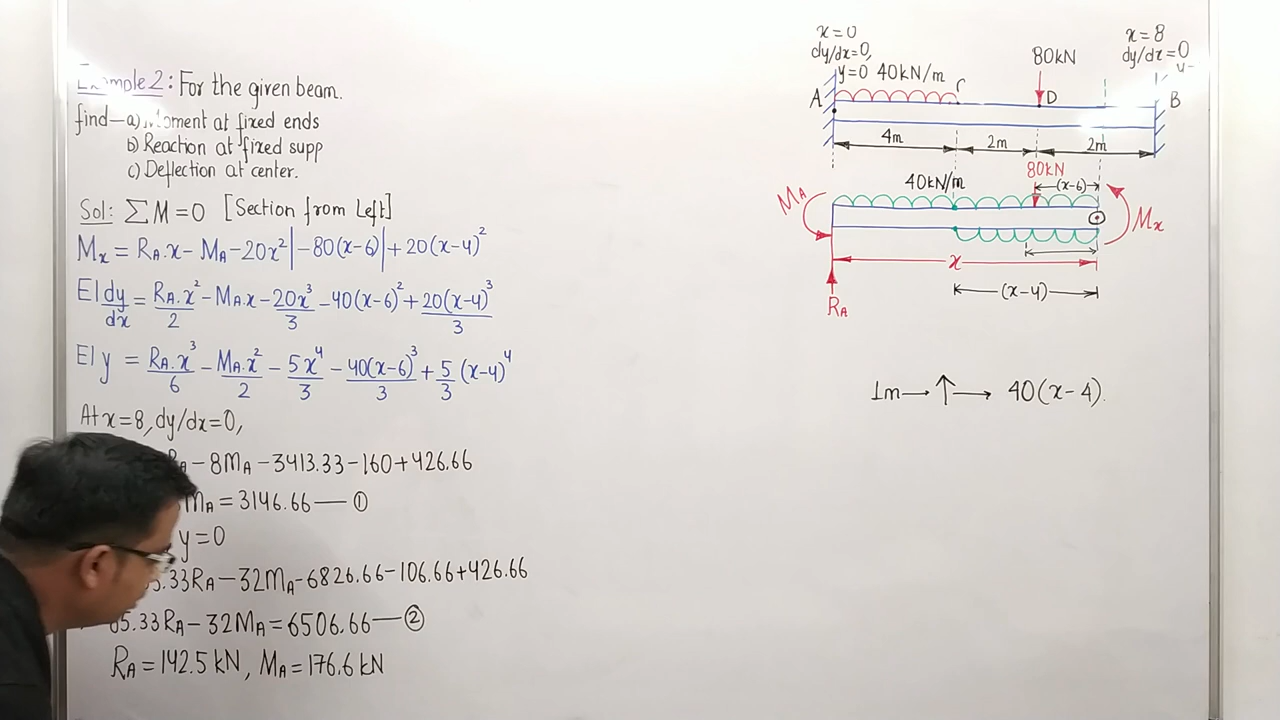 Example 2: For the given beam.
find—a) Moment at fixed ends
b) Reaction at fixed supp
c) Deflection at center.
Sol: ΣM=0 [Section from Left]
Mx = RA.x - MA - 20x²|-80(x-6)|+20(x-4)²
EI dy/dx = RA.x²/2 - MA.x - 20x³/3 - 40(x-6)² + 20(x-4)³/3
EI y = RA.x³/6 - MA.x²/2 - 5x⁴/3 - 40(x-6)³/3 + 5/3 (x-4)⁴
At x=8, dy/dx=0,
RA - 8MA - 3413.33 - 160 + 426.66
MA = 3146.66 — ①
y=0
.33RA - 32MA - 6826.66 - 106.66 + 426.66
85.33RA - 32MA = 6506.66 — ②
RA = 142.5 kN, MA = 176.6 kN
x=0
dy/dx=0,
y=0
40kN/m
80kN
x=8
dy/dx=0
y-
A
C
D
B
4m
2m
2m
40kN/m
80kN
(x-6)
MA
Mx
x
(x-4)
RA
1m → ↑ → 40(x-4).